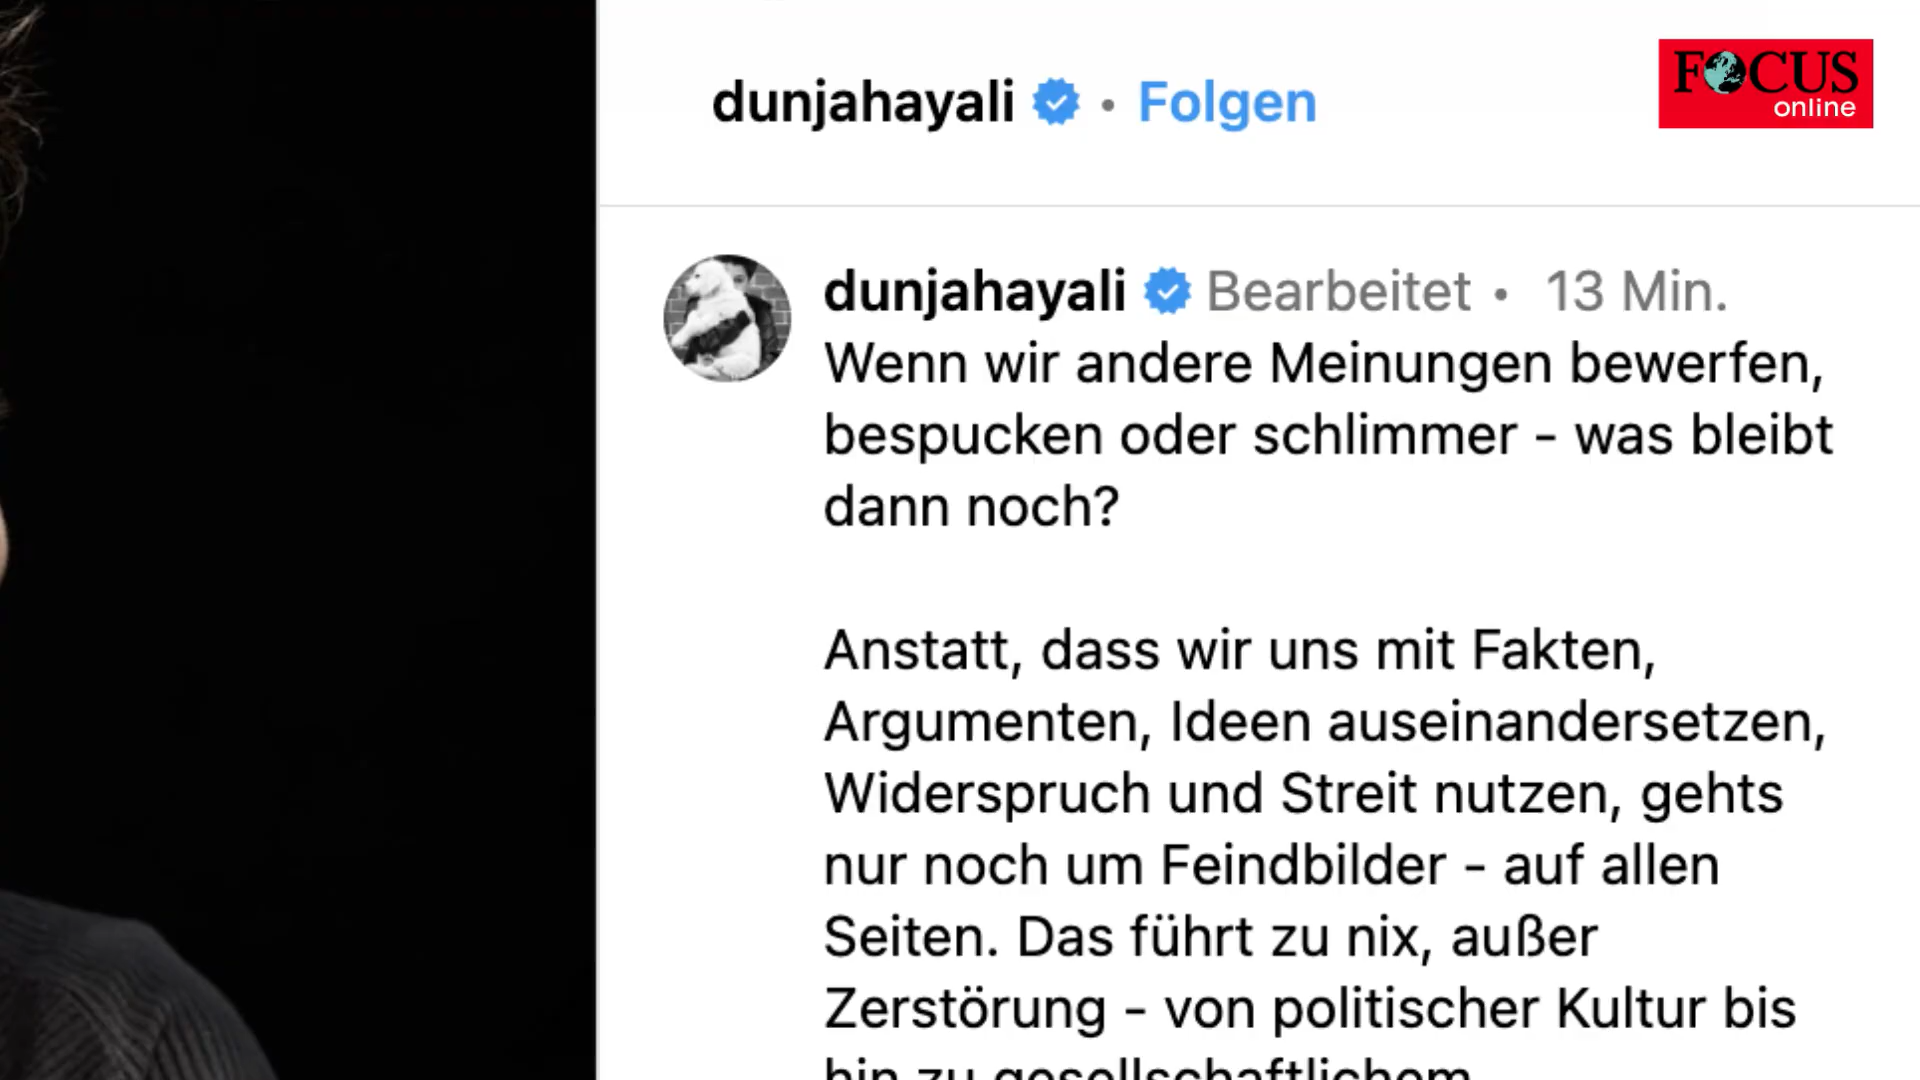 dunjahayali • Folgen
FOCUS
online
dunjahayali Bearbeitet • 13 Min.
Wenn wir andere Meinungen bewerfen,
bespucken oder schlimmer - was bleibt
dann noch?
Anstatt, dass wir uns mit Fakten,
Argumenten, Ideen auseinandersetzen,
Widerspruch und Streit nutzen, gehts
nur noch um Feindbilder - auf allen
Seiten. Das führt zu nix, außer
Zerstörung - von politischer Kultur bis
hin zu gesellschaftlichem